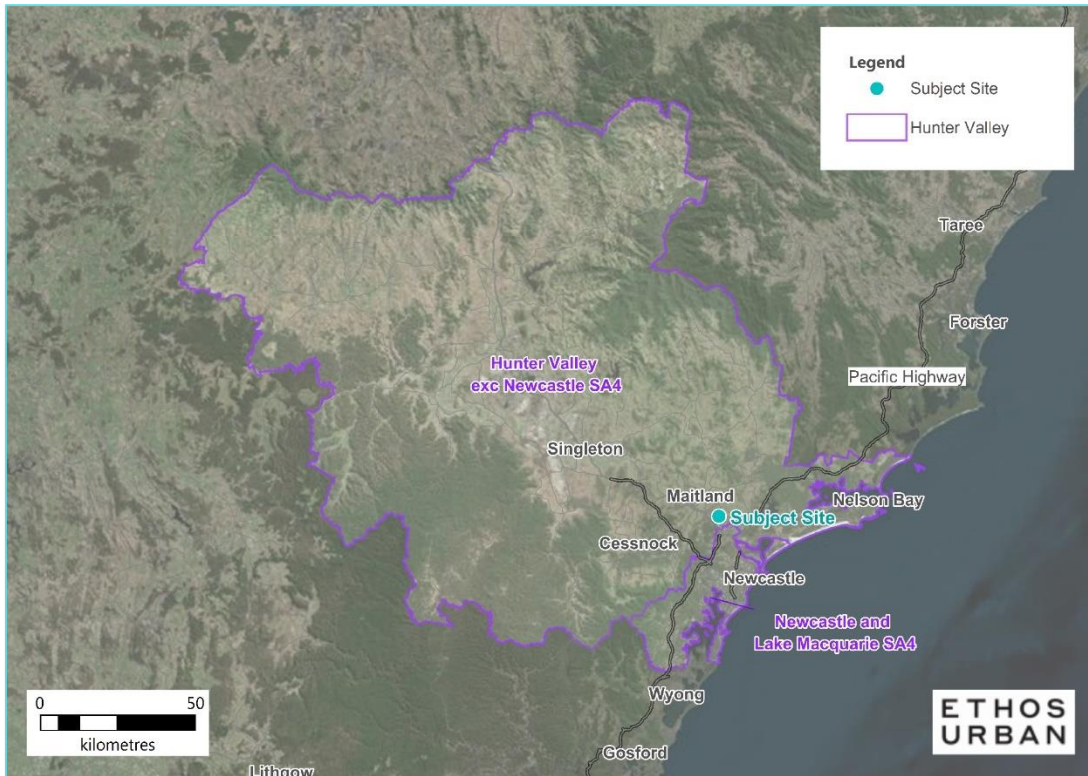 Legend
Subject Site
Hunter Valley
Taree
Forster
Pacific Highway
Hunter Valley
exc Newcastle SA4
Singleton
Maitland
Nelson Bay
Subject Site
Cessnock
Newcastle
Newcastle and
Lake Macquarie SA4
Wyong
0 50
kilometres
Gosford
Lithgow
ETHOS
URBAN